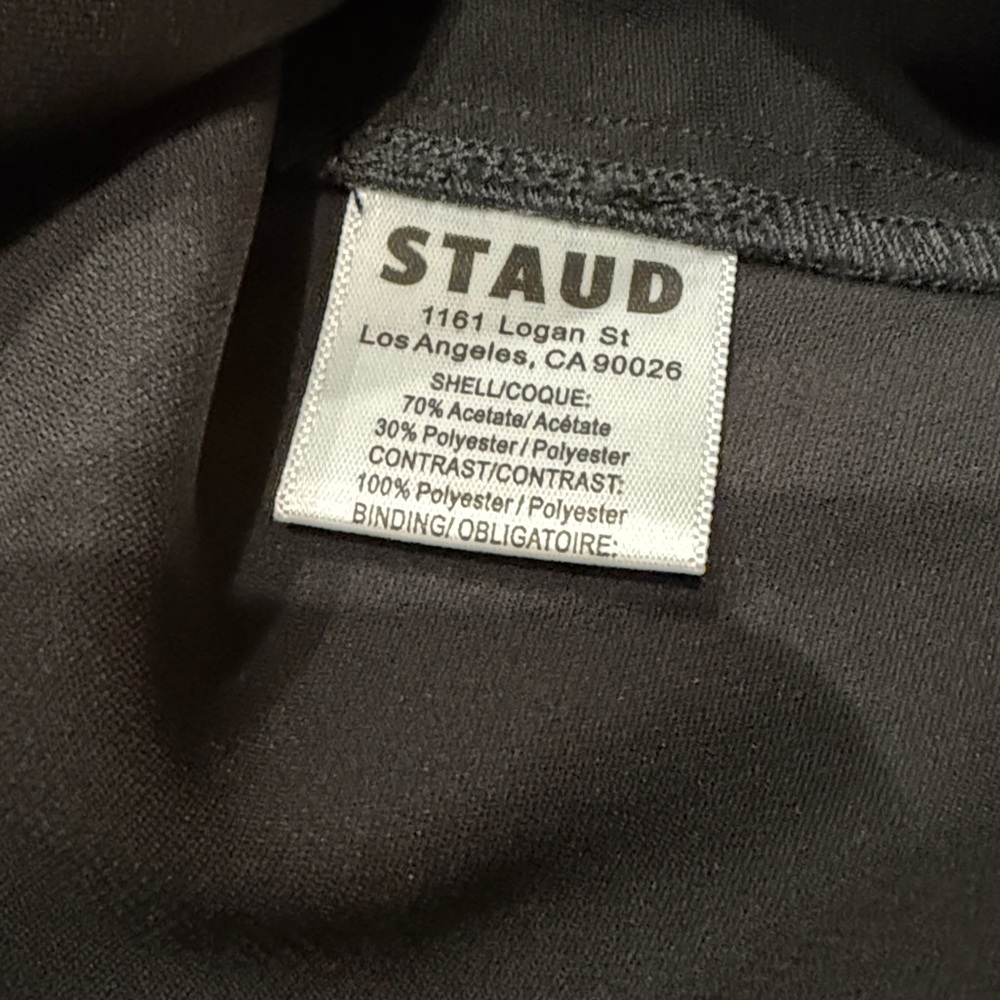 STAUD
1161 Logan St
Los Angeles, CA 90026
SHELL/COQUE:
70% Acetate/Acétate
30% Polyester/Polyester
CONTRAST/CONTRAST:
100% Polyester/Polyester
BINDING/OBLIGATOIRE: